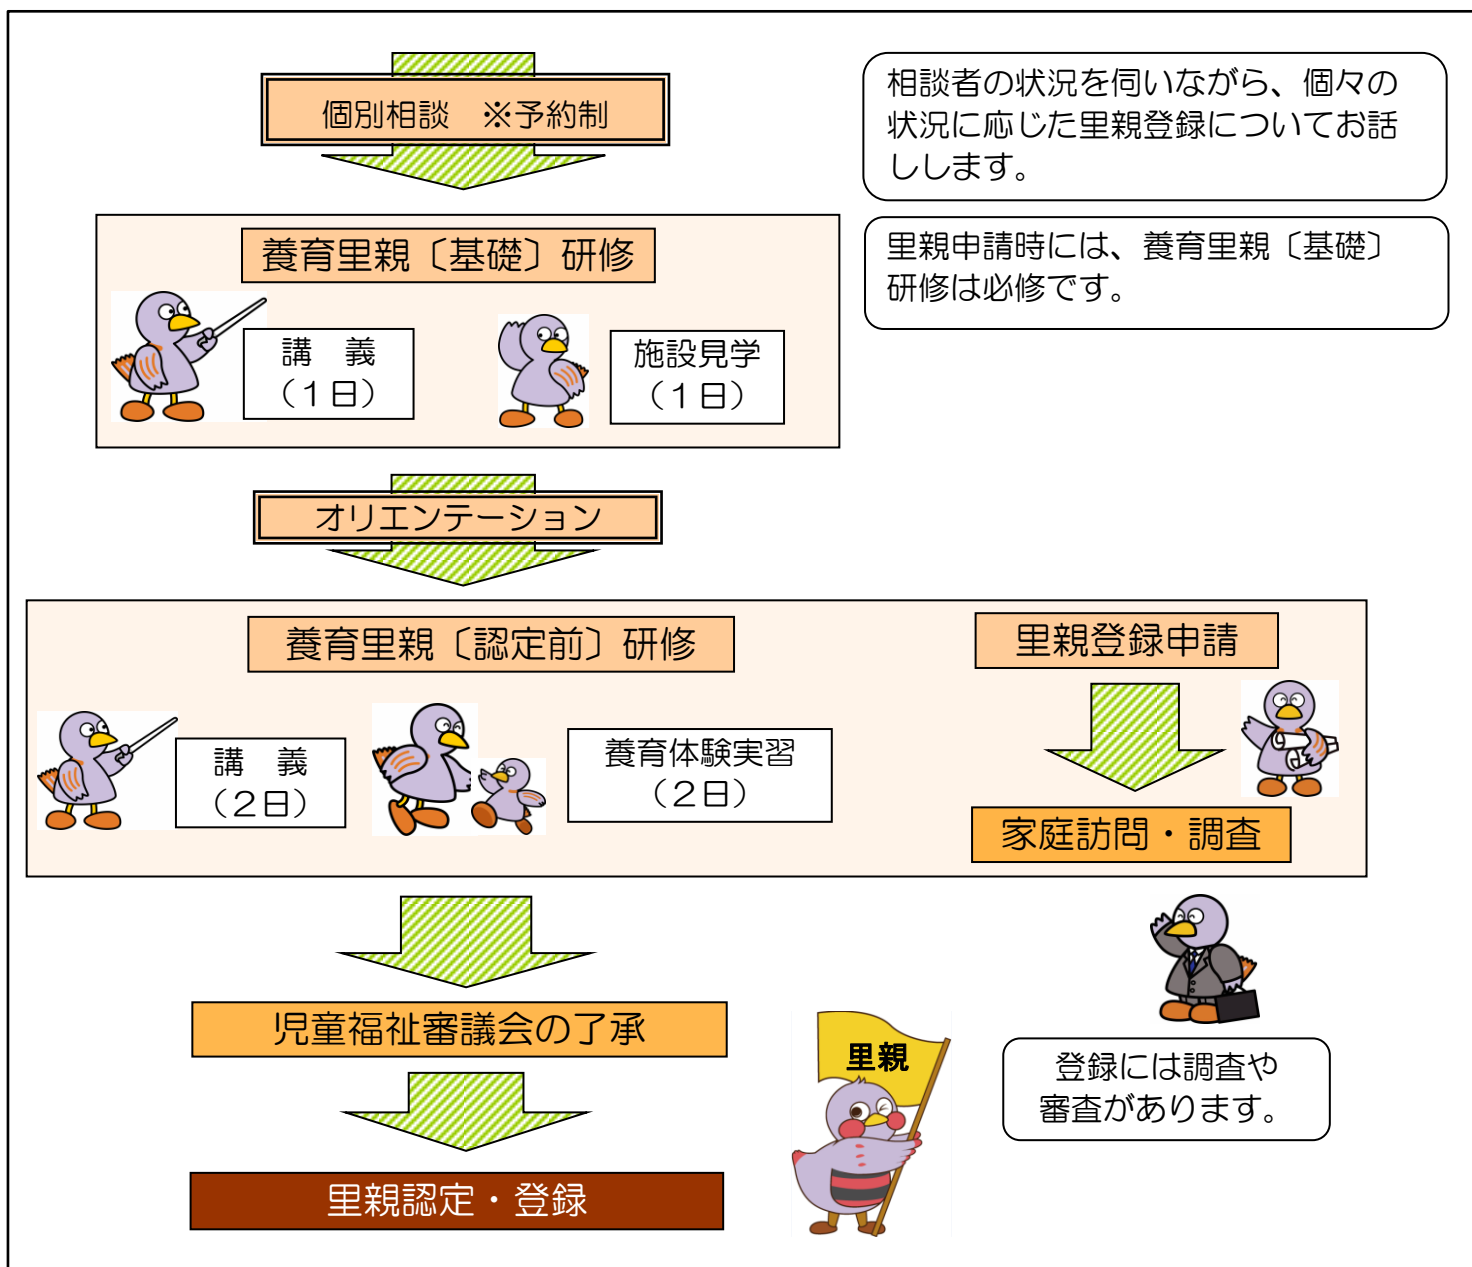 個別相談　※予約制
相談者の状況を伺いながら、個々の
状況に応じた里親登録についてお話
しします。
養育里親〔基礎〕研修
里親申請時には、養育里親〔基礎〕
研修は必修です。
講　義
（１日）
施設見学
（１日）
オリエンテーション
養育里親〔認定前〕研修
講　義
（２日）
養育体験実習
（２日）
里親登録申請
家庭訪問・調査
児童福祉審議会の了承
里親
登録には調査や
審査があります。
里親認定・登録